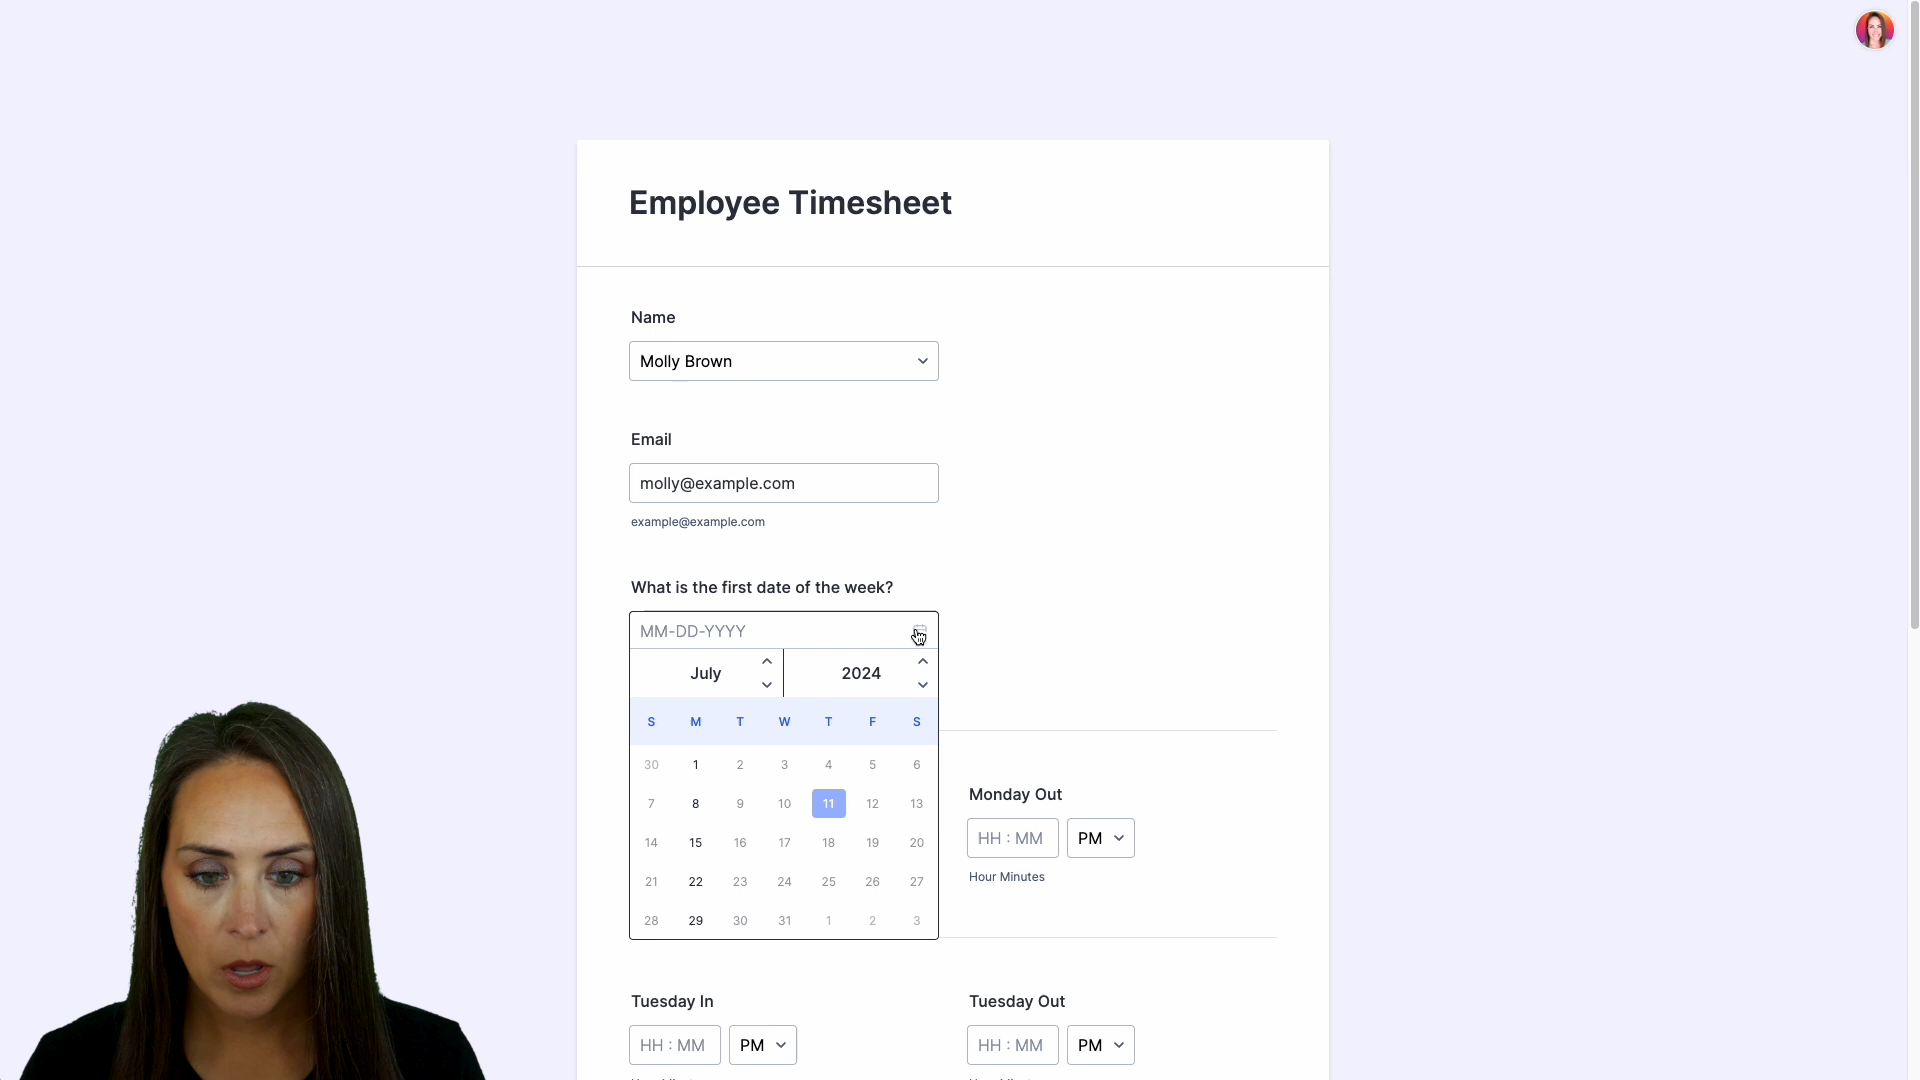 Employee Timesheet
Name
Molly Brown
Email
molly@example.com
example@example.com
What is the first date of the week?
MM-DD-YYYY
July 2024
S M T W T F S
30 1 2 3 4 5 6
7 8 9 10 11 12 13
14 15 16 17 18 19 20
21 22 23 24 25 26 27
28 29 30 31 1 2 3
Monday Out
HH : MM PM
Hour Minutes
Tuesday In Tuesday Out
HH : MM PM HH : MM PM